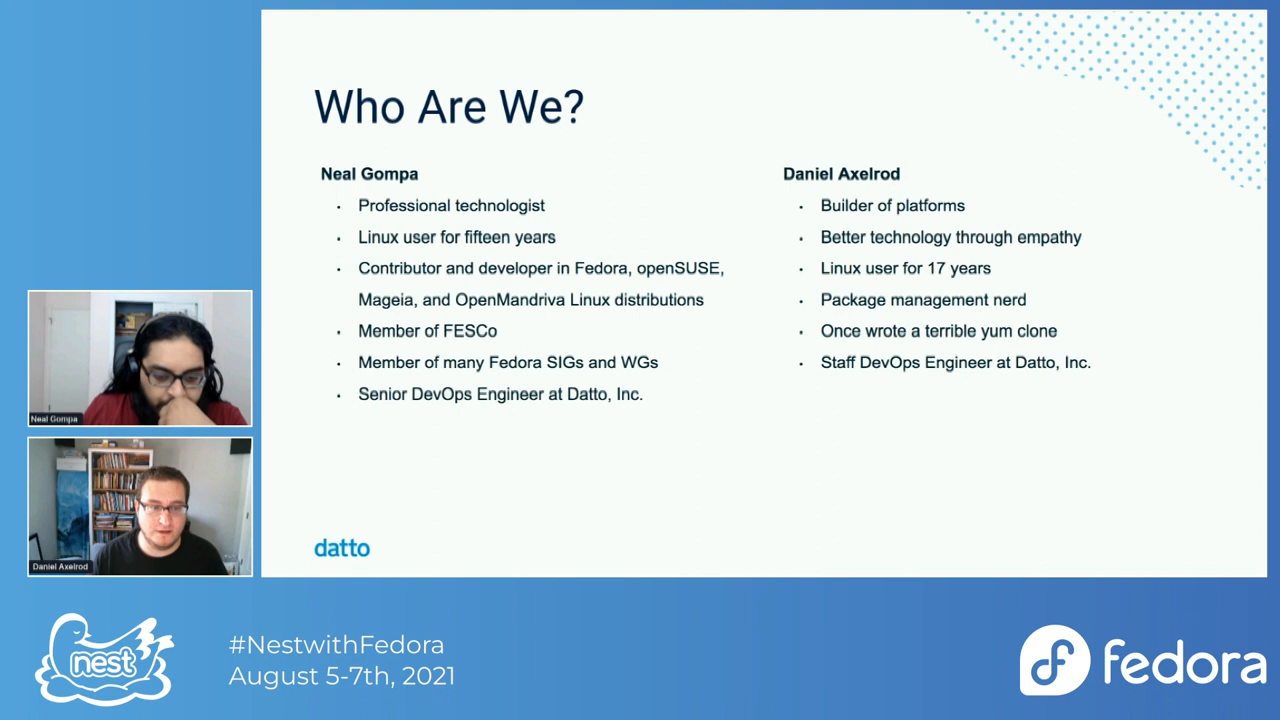 Who Are We?
Neal Gompa
• Professional technologist
• Linux user for fifteen years
• Contributor and developer in Fedora, openSUSE,
Mageia, and OpenMandriva Linux distributions
• Member of FESCo
• Member of many Fedora SIGs and WGs
• Senior DevOps Engineer at Datto, Inc.
Daniel Axelrod
• Builder of platforms
• Better technology through empathy
• Linux user for 17 years
• Package management nerd
• Once wrote a terrible yum clone
• Staff DevOps Engineer at Datto, Inc.
datto
Neal Gompa
Daniel Axelrod
nest
#NestwithFedora
August 5-7th, 2021
fedora